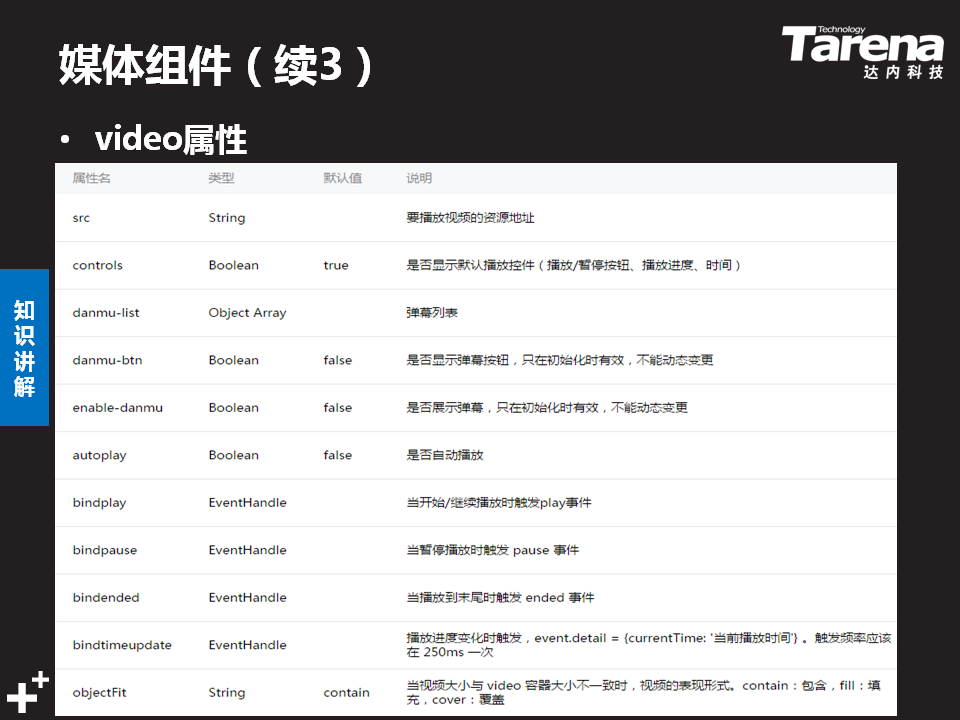 媒体组件（续3）
Technology
Tarena
达内科技
• video属性
属性名 类型 默认值 说明
src String 要播放视频的资源地址
controls Boolean true 是否显示默认播放控件（播放/暂停按钮、播放进度、时间）
danmu-list Object Array 弹幕列表
danmu-btn Boolean false 是否显示弹幕按钮，只在初始化时有效，不能动态变更
enable-danmu Boolean false 是否展示弹幕，只在初始化时有效，不能动态变更
autoplay Boolean false 是否自动播放
bindplay EventHandle 当开始/继续播放时触发play事件
bindpause EventHandle 当暂停播放时触发 pause 事件
bindended EventHandle 当播放到末尾时触发 ended 事件
bindtimeupdate EventHandle 播放进度变化时触发，event.detail = {currentTime: '当前播放时间'} 。触发频率应该
在 250ms 一次
objectFit String contain 当视频大小与 video 容器大小不一致时，视频的表现形式。contain：包含，fill：填
充，cover：覆盖
知识讲解